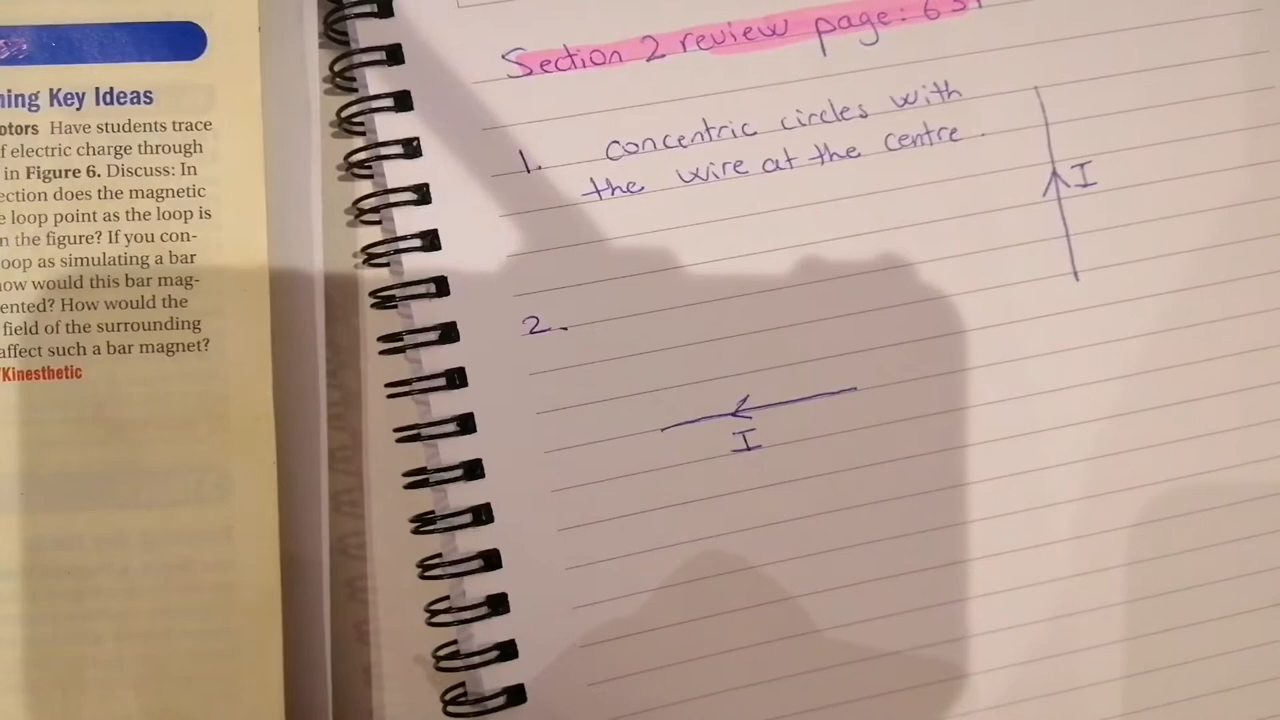 ning Key Ideas
otors Have students trace
f electric charge through
in Figure 6. Discuss: In
ection does the magnetic
e loop point as the loop is
n the figure? If you con-
oop as simulating a bar
now would this bar mag-
ented? How would the
field of the surrounding
affect such a bar magnet?
Kinesthetic
Section 2 review page: 6
1. concentric circles with
the wire at the centre.
I
2.
I